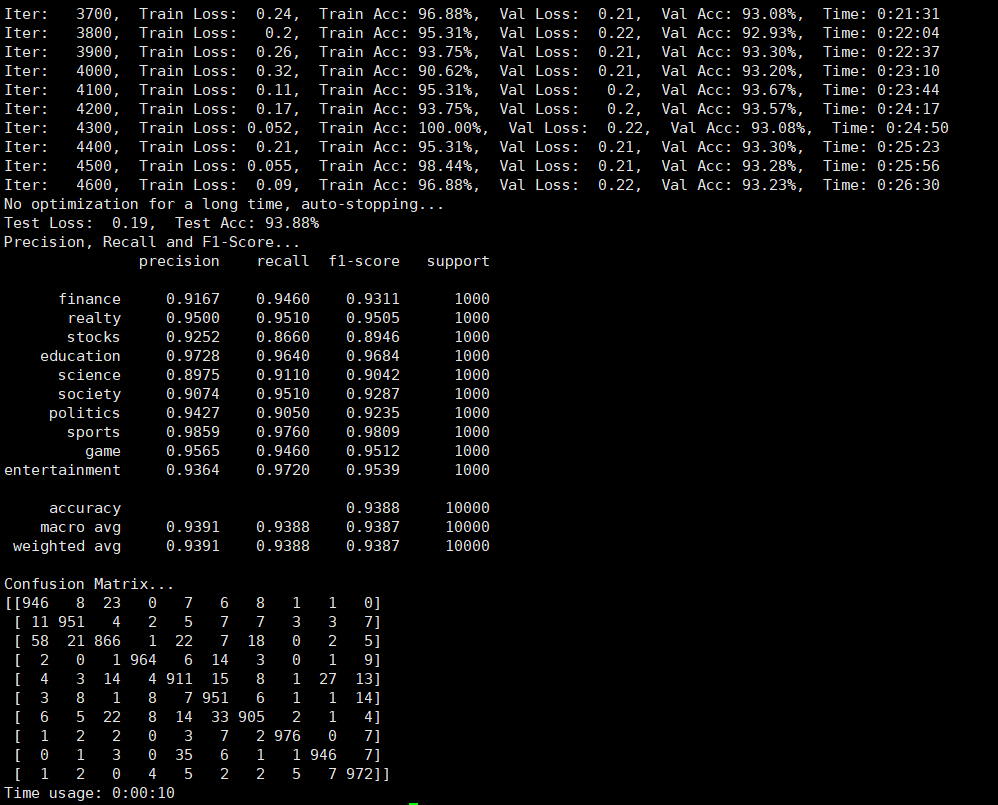 Iter:   3700,  Train Loss:  0.24,  Train Acc: 96.88%,  Val Loss:  0.21,  Val Acc: 93.08%,  Time: 0:21:31
Iter:   3800,  Train Loss:   0.2,  Train Acc: 95.31%,  Val Loss:  0.22,  Val Acc: 92.93%,  Time: 0:22:04
Iter:   3900,  Train Loss:  0.26,  Train Acc: 93.75%,  Val Loss:  0.21,  Val Acc: 93.30%,  Time: 0:22:37
Iter:   4000,  Train Loss:  0.32,  Train Acc: 90.62%,  Val Loss:  0.21,  Val Acc: 93.20%,  Time: 0:23:10
Iter:   4100,  Train Loss:  0.11,  Train Acc: 95.31%,  Val Loss:   0.2,  Val Acc: 93.67%,  Time: 0:23:44
Iter:   4200,  Train Loss:  0.17,  Train Acc: 93.75%,  Val Loss:   0.2,  Val Acc: 93.57%,  Time: 0:24:17
Iter:   4300,  Train Loss: 0.052,  Train Acc: 100.00%,  Val Loss:  0.22,  Val Acc: 93.08%,  Time: 0:24:50
Iter:   4400,  Train Loss:  0.21,  Train Acc: 95.31%,  Val Loss:  0.21,  Val Acc: 93.30%,  Time: 0:25:23
Iter:   4500,  Train Loss: 0.055,  Train Acc: 98.44%,  Val Loss:  0.21,  Val Acc: 93.28%,  Time: 0:25:56
Iter:   4600,  Train Loss:  0.09,  Train Acc: 96.88%,  Val Loss:  0.22,  Val Acc: 93.23%,  Time: 0:26:30
No optimization for a long time, auto-stopping...
Test Loss:  0.19,  Test Acc: 93.88%
Precision, Recall and F1-Score...
               precision    recall  f1-score   support
      finance     0.9167    0.9460    0.9311      1000
       realty     0.9500    0.9510    0.9505      1000
       stocks     0.9252    0.8660    0.8946      1000
    education     0.9728    0.9640    0.9684      1000
      science     0.8975    0.9110    0.9042      1000
      society     0.9074    0.9510    0.9287      1000
     politics     0.9427    0.9050    0.9235      1000
       sports     0.9859    0.9760    0.9809      1000
         game     0.9565    0.9460    0.9512      1000
entertainment     0.9364    0.9720    0.9539      1000
     accuracy                         0.9388     10000
    macro avg     0.9391    0.9388    0.9387     10000
 weighted avg     0.9391    0.9388    0.9387     10000
Confusion Matrix...
[[946   8  23   0   7   6   8   1   1   0]
 [ 11 951   4   2   5   7   7   3   3   7]
 [ 58  21 866   1  22   7  18   0   2   5]
 [  2   0   1 964   6  14   3   0   1   9]
 [  4   3  14   4 911  15   8   1  27  13]
 [  3   8   1   8   7 951   6   1   1  14]
 [  6   5  22   8  14  33 905   2   1   4]
 [  1   2   2   0   3   7   2 976   0   7]
 [  0   1   3   0  35   6   1   1 946   7]
 [  1   2   0   4   5   2   2   5   7 972]]
Time usage: 0:00:10